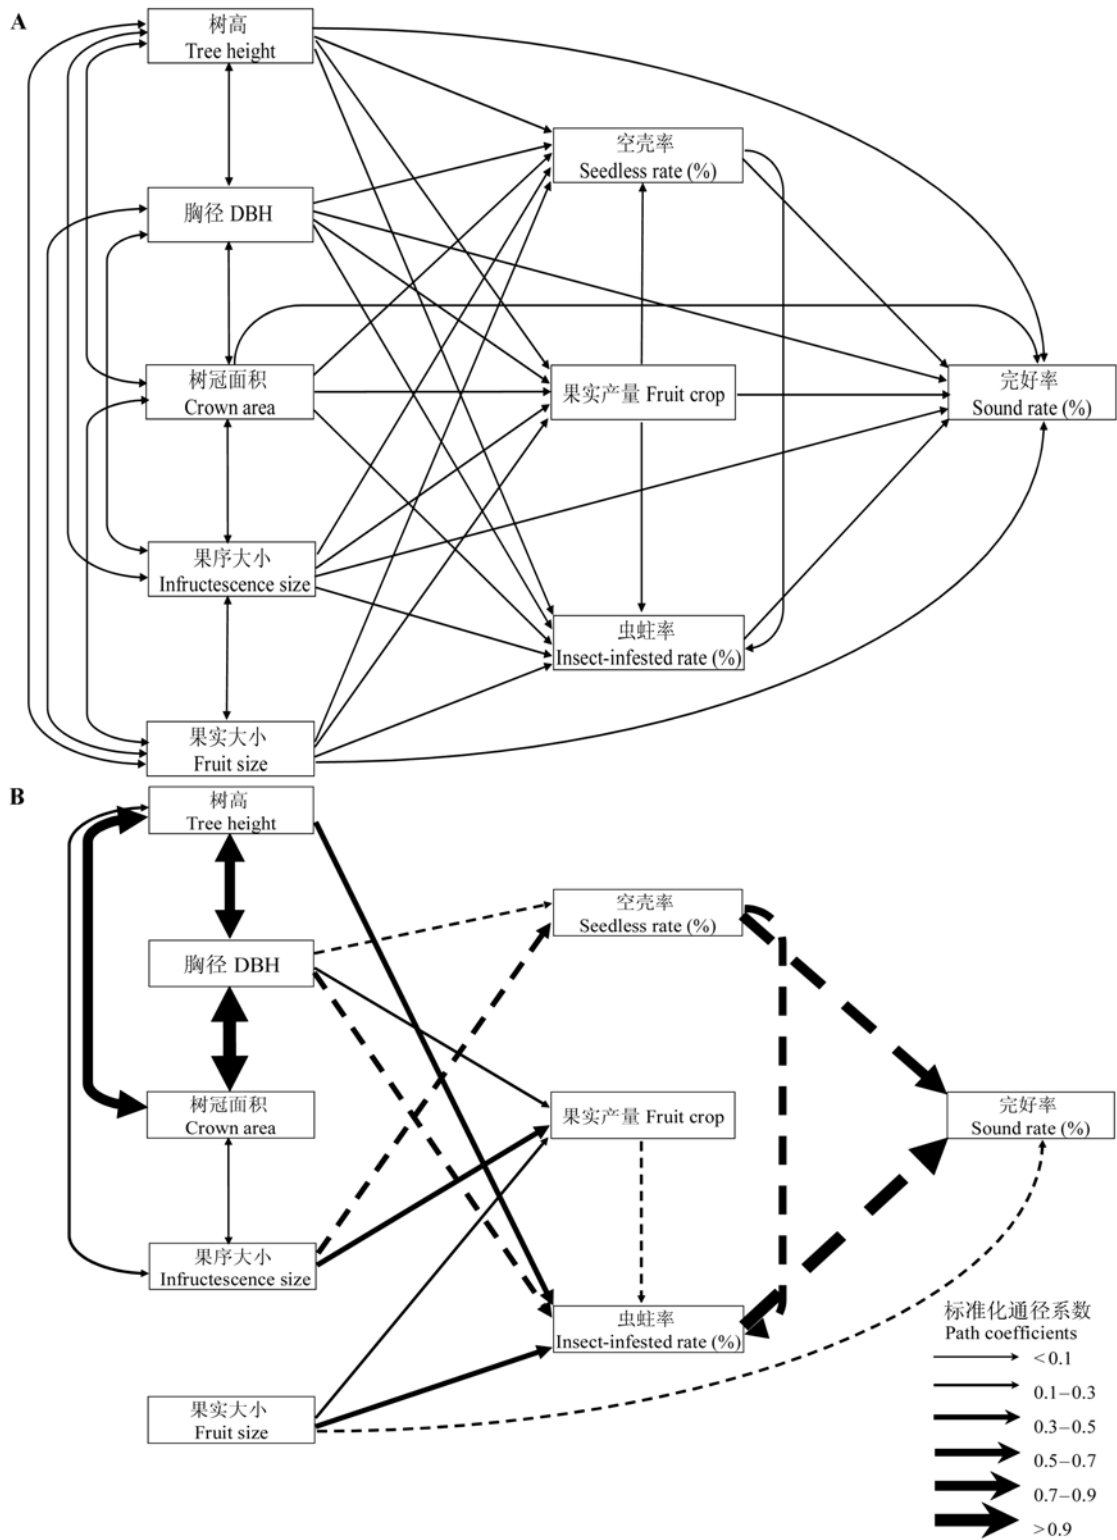 A
树高
Tree height
空壳率
Seedless rate (%)
胸径 DBH
树冠面积
Crown area
果实产量 Fruit crop
完好率
Sound rate (%)
果序大小
Infructescence size
虫蛀率
Insect-infested rate (%)
果实大小
Fruit size
B
树高
Tree height
空壳率
Seedless rate (%)
胸径 DBH
树冠面积
Crown area
果实产量 Fruit crop
完好率
Sound rate (%)
果序大小
Infructescence size
虫蛀率
Insect-infested rate (%)
果实大小
Fruit size
标准化通径系数
Path coefficients
<0.1
0.1–0.3
0.3–0.5
0.5–0.7
0.7–0.9
>0.9